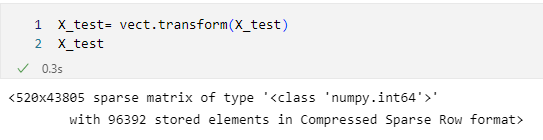 1 X_test= vect.transform(X_test)
2 X_test
✓ 0.3s
<520x43805 sparse matrix of type '<class 'numpy.int64'>'
with 96392 stored elements in Compressed Sparse Row format>